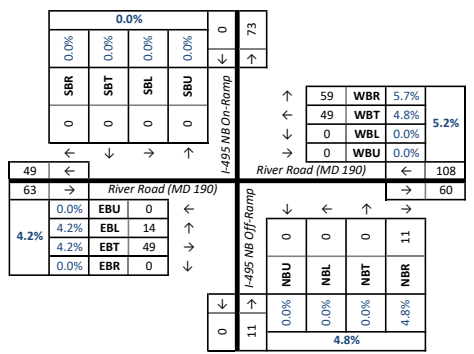 0.0% 0 73
0.0% 0.0% 0.0% 0.0% ↓ ↑
SBR SBT SBL SBU
0 0 0 0
← ↓ → ↑
I-495 NB On-Ramp
↑ 59 WBR 5.7%
← 49 WBT 4.8%
↓ 0 WBL 0.0%
→ 0 WBU 0.0%
5.2%
49 ← River Road (MD 190) ← 108
63 → River Road (MD 190) → 60
4.2%
0.0% EBU 0 ←
4.2% EBL 14 ↑
4.2% EBT 49 →
0.0% EBR 0 ↓
I-495 NB Off-Ramp
↓ ← ↑ →
0 0 0 11
NBU NBL NBT NBR
↓ ↑ 0.0% 0.0% 0.0% 4.8%
0 11 4.8%